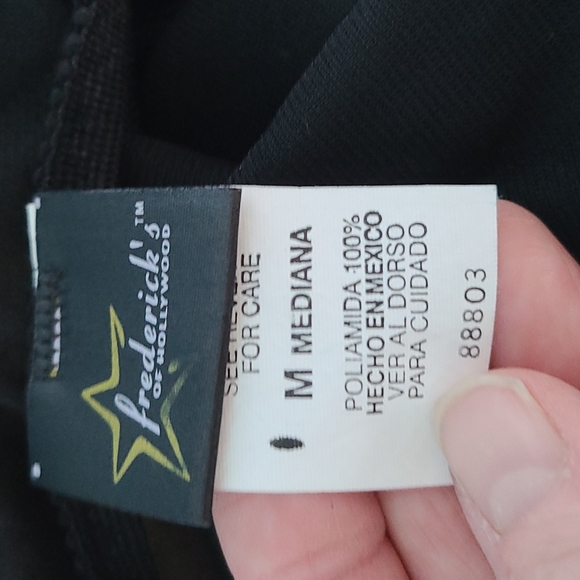 frederick's™
OF HOLLYWOOD
SEE
FOR CARE
M MEDIANA
POLIAMIDA 100%
HECHO EN MEXICO
VER AL DORSO
PARA CUIDADO
88803